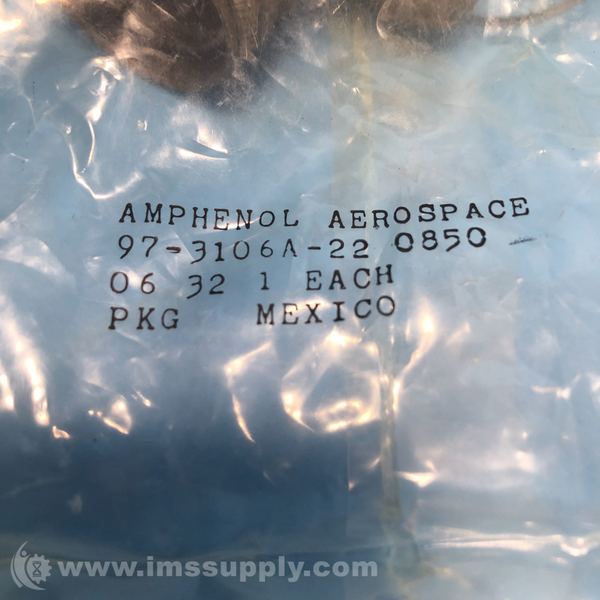 AMPHENOL AEROSPACE
97-3106A-22 0850
06 32 1 EACH
PKG MEXICO
www.imssupply.com